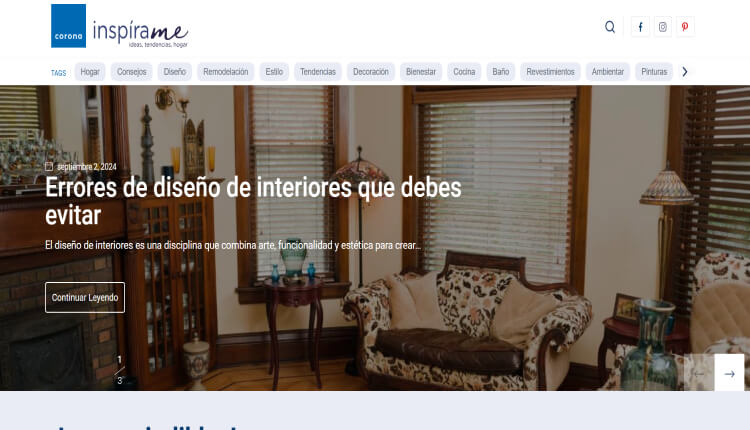 corona
inspírame
ideas, tendencias, hogar
TAGS Hogar Consejos Diseño Remodelación Estilo Tendencias Decoración Bienestar Cocina Baño Revestimientos Ambientar Pinturas
septiembre 2, 2024
Errores de diseño de interiores que debes
evitar
El diseño de interiores es una disciplina que combina arte, funcionalidad y estética para crear...
Continuar Leyendo
1
3